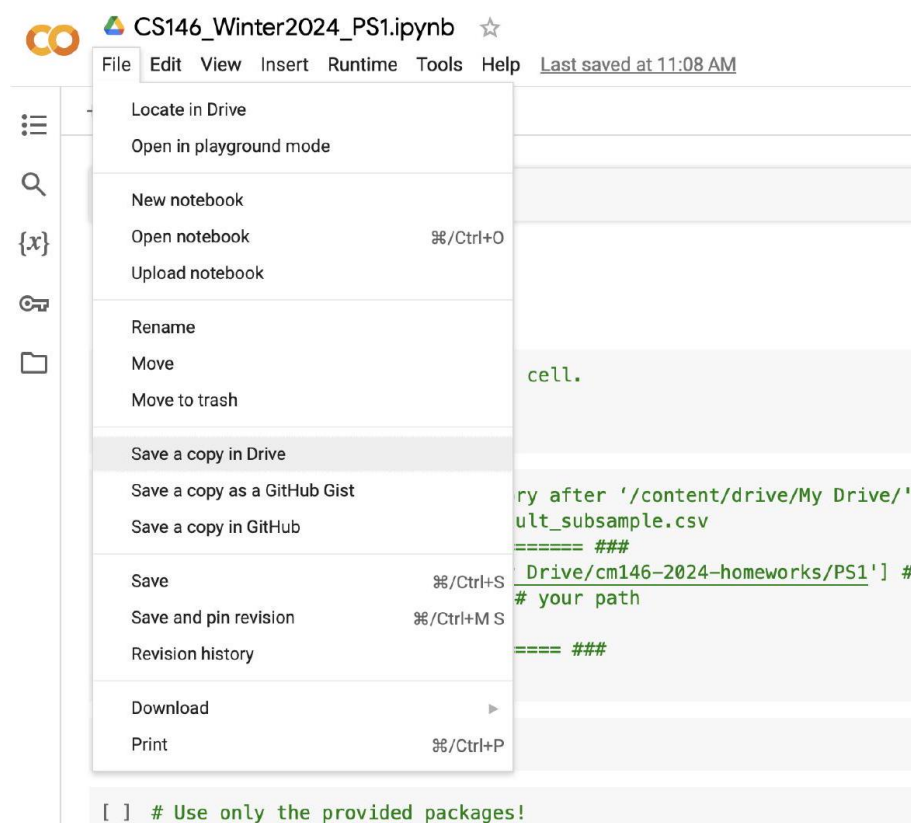 CS146_Winter2024_PS1.ipynb
File Edit View Insert Runtime Tools Help Last saved at 11:08 AM
Locate in Drive
Open in playground mode
New notebook
Open notebook ⌘/Ctrl+O
Upload notebook
Rename
Move
Move to trash
cell.
Save a copy in Drive
Save a copy as a GitHub Gist
ry after ‘/content/drive/My Drive/'
Save a copy in GitHub
ult_subsample.csv
====== ###
Drive/cm146-2024-homeworks/PS1'] #
Save ⌘/Ctrl+S
# your path
Save and pin revision ⌘/Ctrl+M S
Revision history
==== ###
Download
Print ⌘/Ctrl+P
[ ] # Use only the provided packages!